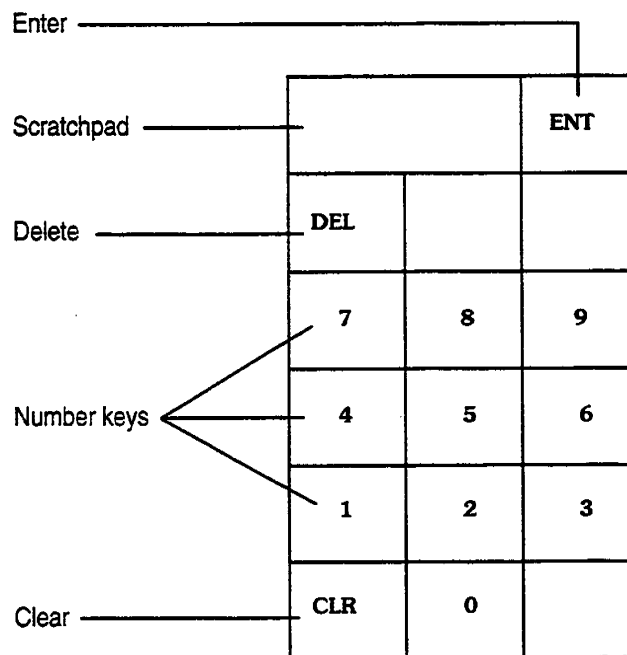 Enter
Scratchpad ENT
Delete DEL
7 8 9
Number keys 4 5 6
1 2 3
Clear CLR 0